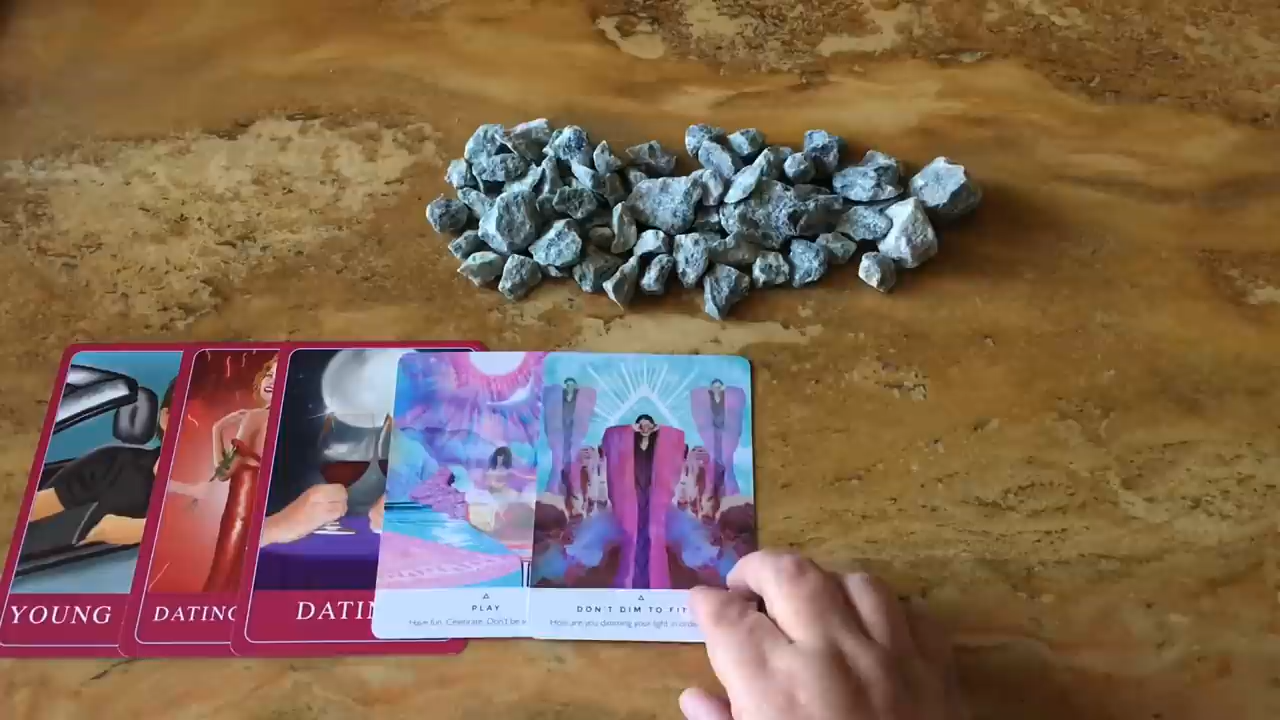 YOUNG
DATING
DATIN
PLAY
Have fun. Celebrate. Don't be
DON'T DIM TO FIT
How are you dimming your light in order